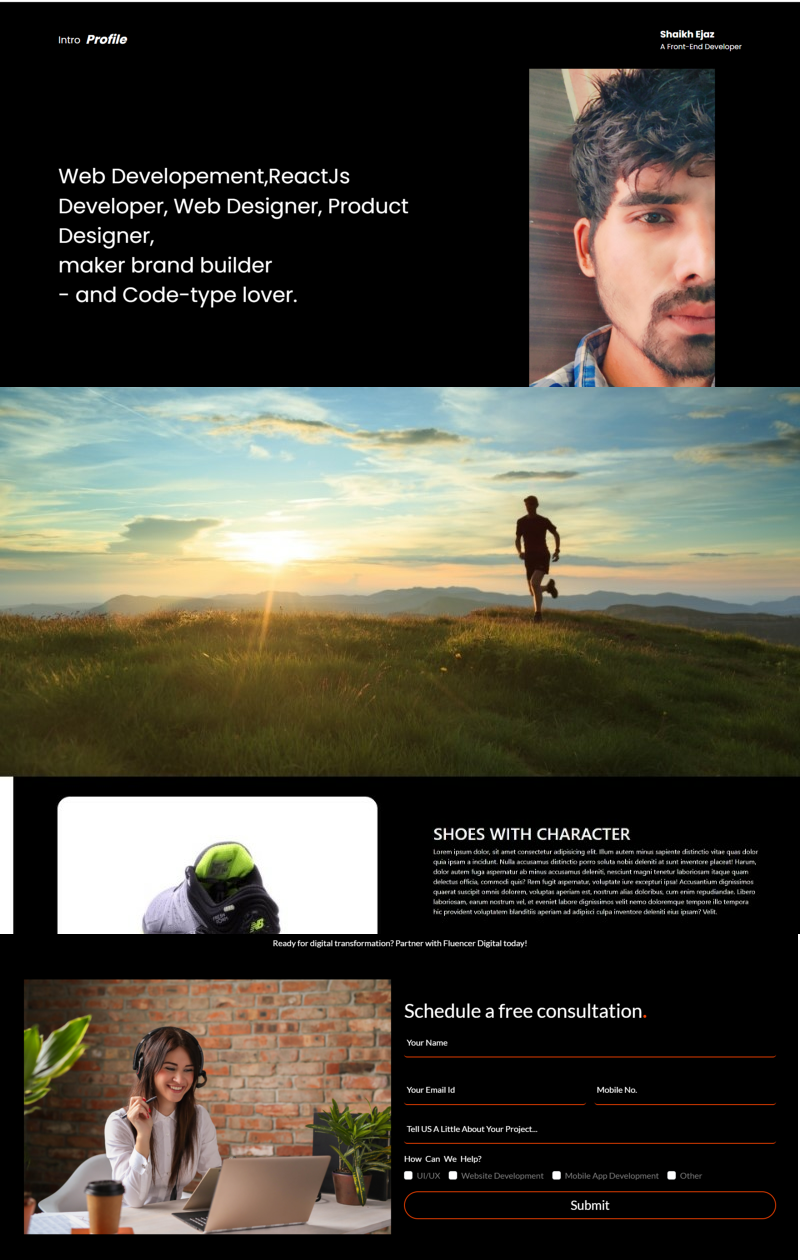 Intro Profile
Shaikh Ejaz
A Front-End Developer
Web Developement,ReactJs
Developer, Web Designer, Product
Designer,
maker brand builder
- and Code-type lover.
SHOES WITH CHARACTER
Lorem ipsum dolor, sit amet consectetur adipisicing elit. Illum autem minus sapiente distinctio vitae quas dolor
quia ipsam a incidunt. Nulla accusamus distinctio porro soluta nobis deleniti at sunt inventore placeat! Harum,
dolor autem fuga aspernatur ab minus accusamus deleniti, nesciunt magni tenetur laboriosam itaque quam
delectus officia, commodi quis? Rem fugit aspernatur, voluptate iure excepturi ipsa! Accusantium dignissimos
quaerat suscipit omnis dolorem, voluptas aperiam est, nostrum alias doloribus, cum enim repudiandae. Libero
laboriosam, earum nostrum vel, et eveniet labore dignissimos velit nemo doloremque tempore illo tempora
hic provident voluptatem blanditiis aperiam ad adipisci culpa inventore deleniti eius ipsam? Velit.
Ready for digital transformation? Partner with Fluencer Digital today!
Schedule a free consultation.
Your Name
Your Email Id
Mobile No.
Tell US A Little About Your Project...
How Can We Help?
UI/UX Website Development Mobile App Development Other
Submit